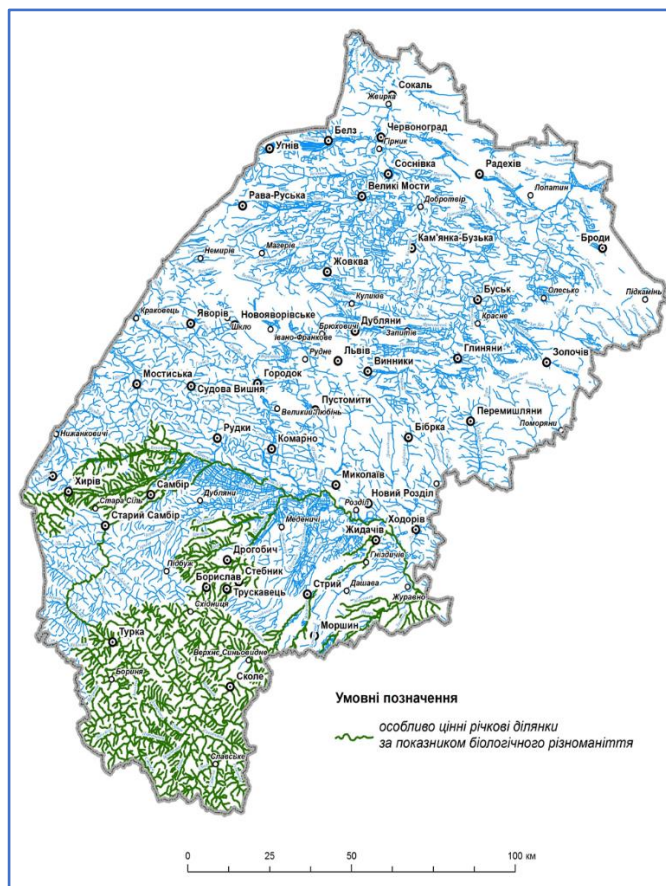 Сокаль
Жвирка
Червоноград
Гірник
Белз
Угнів
Соснівка
Радехів
Великі Мости
Лопатин
Рава-Руська
Добротвір
Кам'янка-Бузька
Броди
Немирів
Магерів
Жовква
Куликів
Буськ
Олесько
Підкамінь
Краковець
Яворів
Шкло
Новояворівське
Івано-Франкове
Брюховичі
Дубляни
Запитів
Красне
Рудне
Львів
Глиняни
Золочів
Винники
Мостиська
Судова Вишня
Городок
Пустомити
Великий Любінь
Перемишляни
Поморяни
Бібрка
Нижанковичі
Рудки
Комарно
Хирів
Самбір
Миколаїв
Стара Сіль
Дубляни
Розділ
Новий Розділ
Старий Самбір
Меденичі
Ходорів
Жидачів
Дрогобич
Гніздичів
Підбуж
Стебник
Борислав
Трускавець
Стрий
Дашава
Журавно
Східниця
Моршин
Турка
Верхнє Синьовидне
Бориня
Сколе
Славське
Умовні позначення
особливо цінні річкові ділянки
за показником біологічного різноманіття
0 25 50 100 км